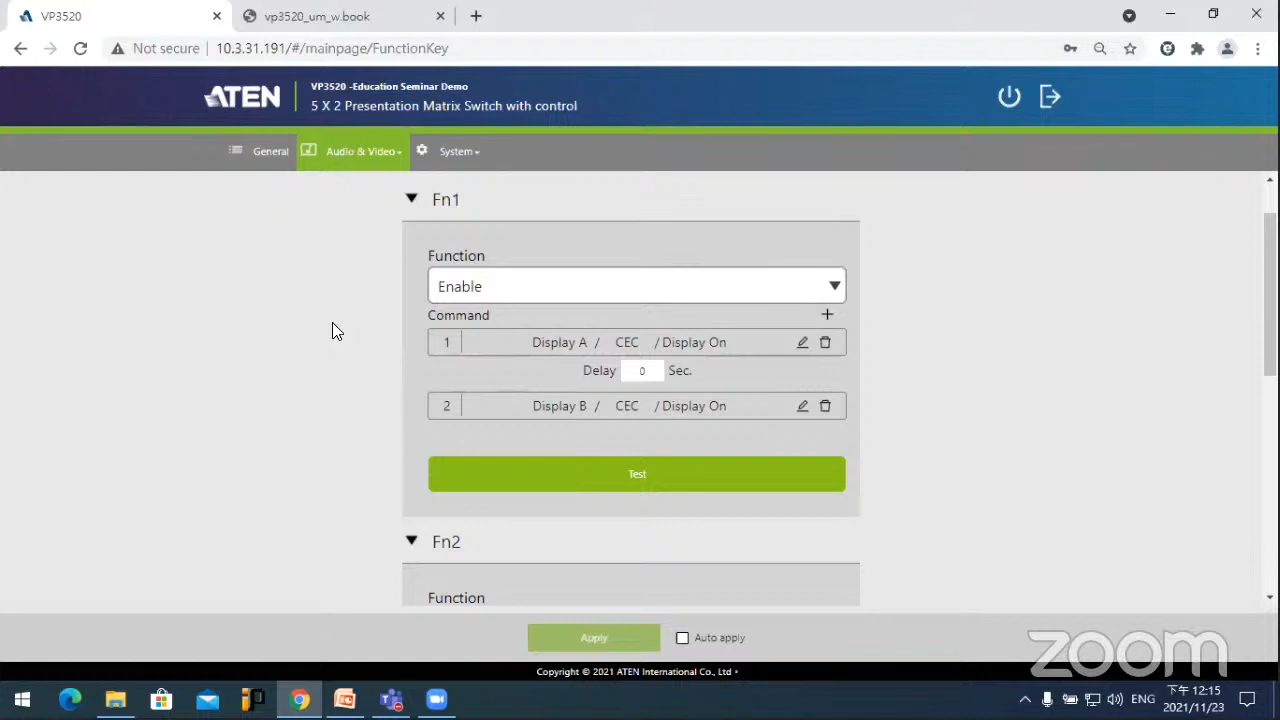 VP3520
vp3520_um_w.book
Not secure
10.3.31.191/#/mainpage/FunctionKey
ATEN
VP3520 -Education Seminar Demo
5 X 2 Presentation Matrix Switch with control
General
Audio & Video
System
Fn1
Function
Enable
Command
+
1 Display A / CEC / Display On
Delay 0 Sec.
2 Display B / CEC / Display On
Test
Fn2
Function
Apply
Auto apply
zoom
Copyright © 2021 ATEN International Co., Ltd •
ENG
下午 12:15
2021/11/23